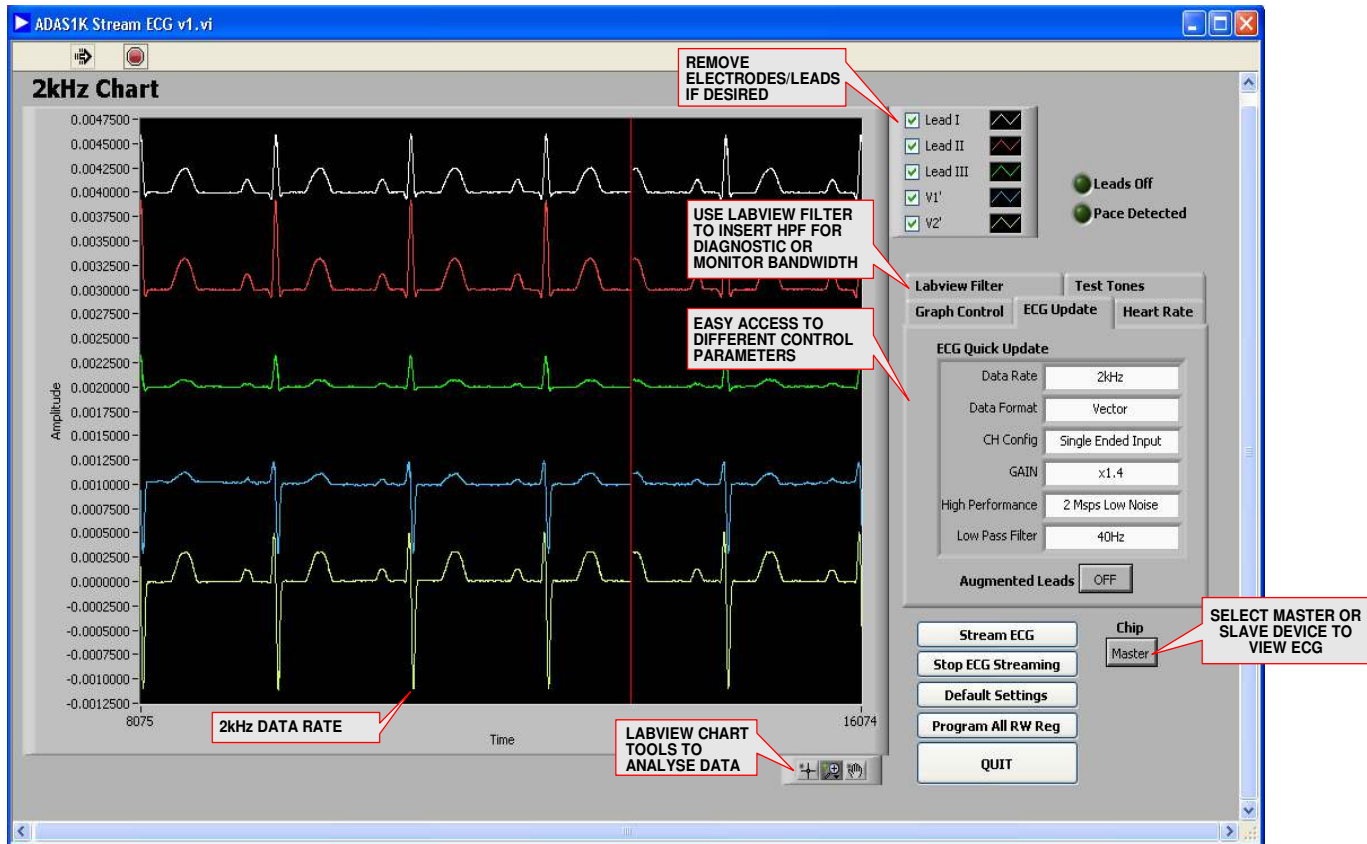 ADAS1K Stream ECG v1.vi
2kHz Chart
REMOVE
ELECTRODES/LEADS
IF DESIRED
Lead I
Lead II
Lead III
V1'
V2'
Leads Off
Pace Detected
USE LABVIEW FILTER
TO INSERT HPF FOR
DIAGNOSTIC OR
MONITOR BANDWIDTH
EASY ACCESS TO
DIFFERENT CONTROL
PARAMETERS
Labview Filter
Test Tones
Graph Control
ECG Update
Heart Rate
ECG Quick Update
Data Rate
2kHz
Data Format
Vector
CH Config
Single Ended Input
GAIN
x1.4
High Performance
2 Msps Low Noise
Low Pass Filter
40Hz
Augmented Leads
OFF
Stream ECG
Stop ECG Streaming
Default Settings
Program All RW Reg
QUIT
Chip
Master
SELECT MASTER OR
SLAVE DEVICE TO
VIEW ECG
Amplitude
0.0047500
0.0045000
0.0042500
0.0040000
0.0037500
0.0035000
0.0032500
0.0030000
0.0027500
0.0025000
0.0022500
0.0020000
0.0017500
0.0015000
0.0012500
0.0010000
0.0007500
0.0005000
0.0002500
0.0000000
-0.0002500
-0.0005000
-0.0007500
-0.0010000
-0.0012500
8075
16074
Time
2kHz DATA RATE
LABVIEW CHART
TOOLS TO
ANALYSE DATA